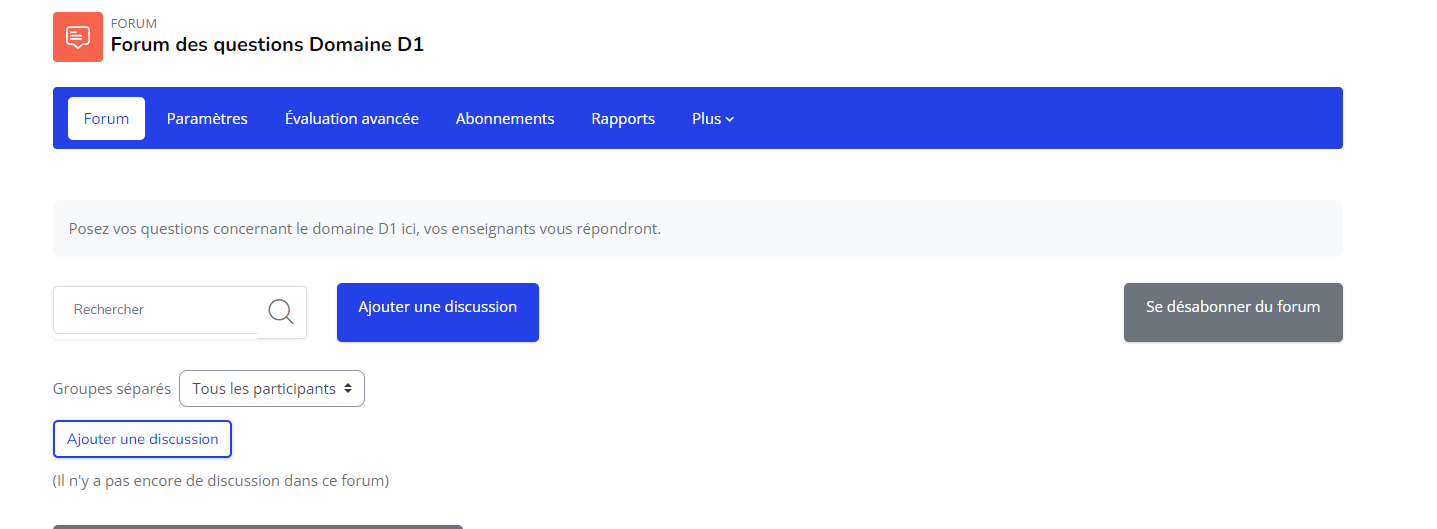 FORUM
Forum des questions Domaine D1
Forum Paramètres Évaluation avancée Abonnements Rapports Plus
Posez vos questions concernant le domaine D1 ici, vos enseignants vous répondront.
Rechercher Ajouter une discussion Se désabonner du forum
Groupes séparés Tous les participants
Ajouter une discussion
(Il n'y a pas encore de discussion dans ce forum)